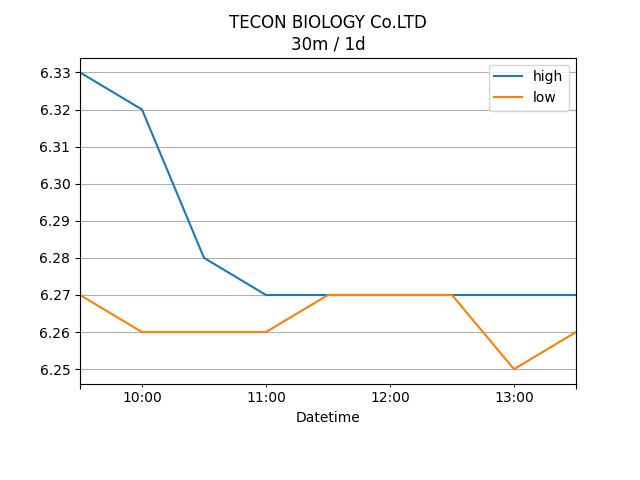 TECON BIOLOGY Co.LTD
30m / 1d
high
low
6.33
6.32
6.31
6.30
6.29
6.28
6.27
6.26
6.25
10:00 11:00 12:00 13:00
Datetime